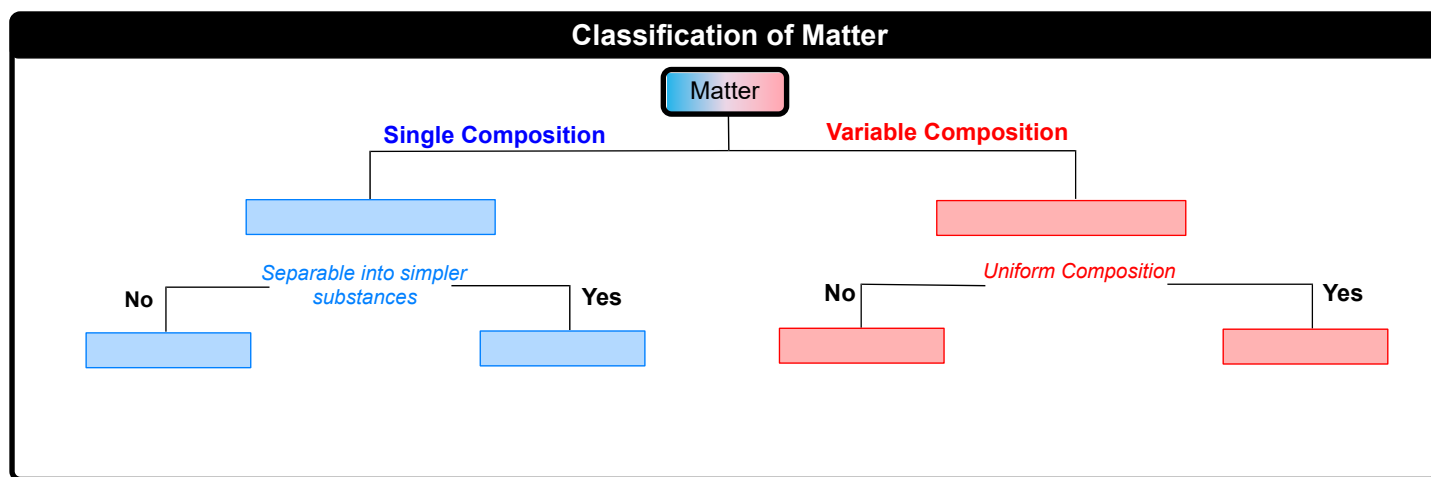 Classification of Matter
Matter
Single Composition
Variable Composition
Separable into simpler
substances
Uniform Composition
No
Yes
No
Yes